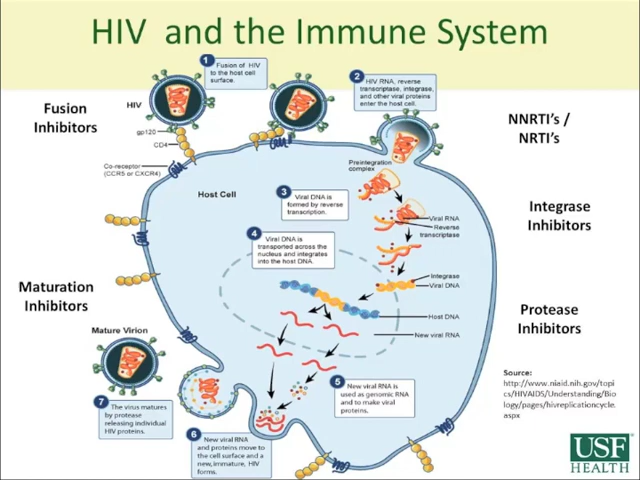 HIV and the Immune System
1
Fusion of HIV
to the host cell
surface.
2
HIV RNA, reverse
transcriptase, integrase,
and other viral proteins
enter the host cell.
Fusion
Inhibitors
HIV
gp120
CD4
Co-receptor
(CCR5 or CXCR4)
NNRTI's /
NRTI's
Preintegration
complex
Host Cell
3
Viral DNA is
formed by reverse
transcription.
Viral RNA
Reverse
transcriptase
Integrase
Inhibitors
4
Viral DNA is
transported across the
nucleus and integrates
into the host DNA.
Integrase
Viral DNA
Host DNA
New viral RNA
Maturation
Inhibitors
Protease
Inhibitors
Mature Virion
5
New viral RNA is
used as genomic RNA
and to make viral
proteins.
7
The virus matures
by protease
releasing individual
HIV proteins.
6
New viral RNA and
proteins move to
the cell surface and a
new, immature, HIV
forms.
Source:
http://www.niaid.nih.gov/topi
cs/HIVAIDS/Understanding/Bio
logy/pages/hivreplicationcycle.
aspx
USF
HEALTH